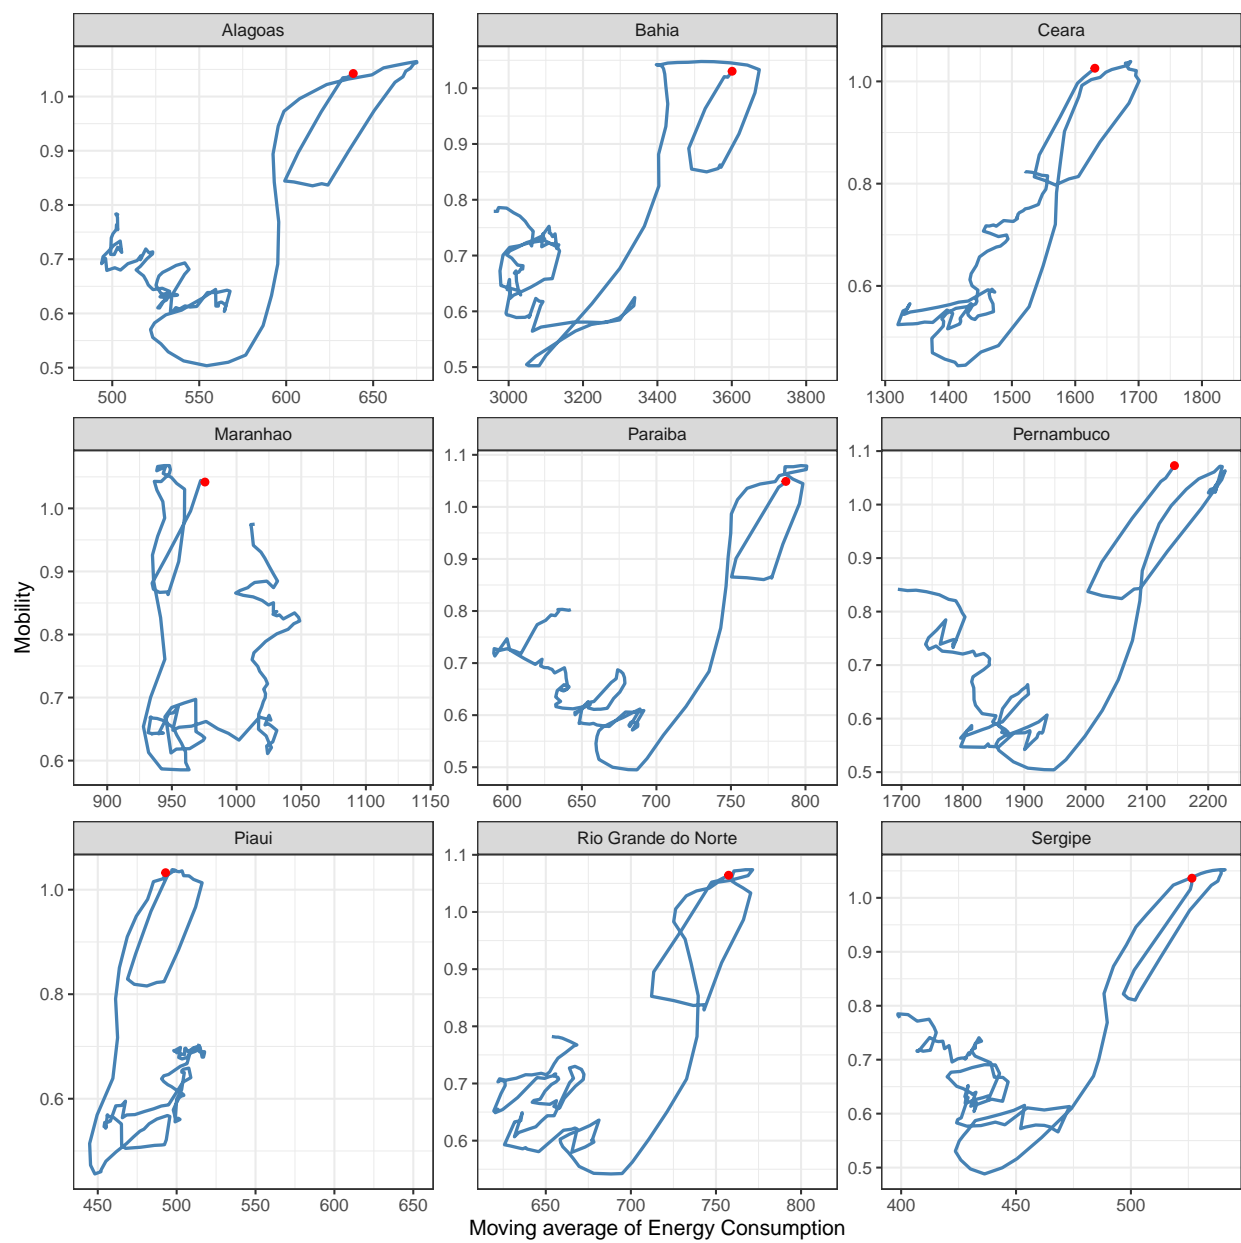 Alagoas
Bahia
Ceara
1.0
0.9
0.8
0.7
0.6
0.5
500 550 600 650
1.0
0.9
0.8
0.7
0.6
0.5
3000 3200 3400 3600 3800
1.0
0.8
0.6
1300 1400 1500 1600 1700 1800
Maranhao
Paraiba
Pernambuco
1.0
0.9
0.8
0.7
0.6
900 950 1000 1050 1100 1150
1.1
1.0
0.9
0.8
0.7
0.6
0.5
600 650 700 750 800
1.1
1.0
0.9
0.8
0.7
0.6
0.5
1700 1800 1900 2000 2100 2200
Mobility
Piaui
Rio Grande do Norte
Sergipe
1.0
0.8
0.6
450 500 550 600 650
1.1
1.0
0.9
0.8
0.7
0.6
650 700 750 800
1.0
0.9
0.8
0.7
0.6
0.5
400 450 500
Moving average of Energy Consumption